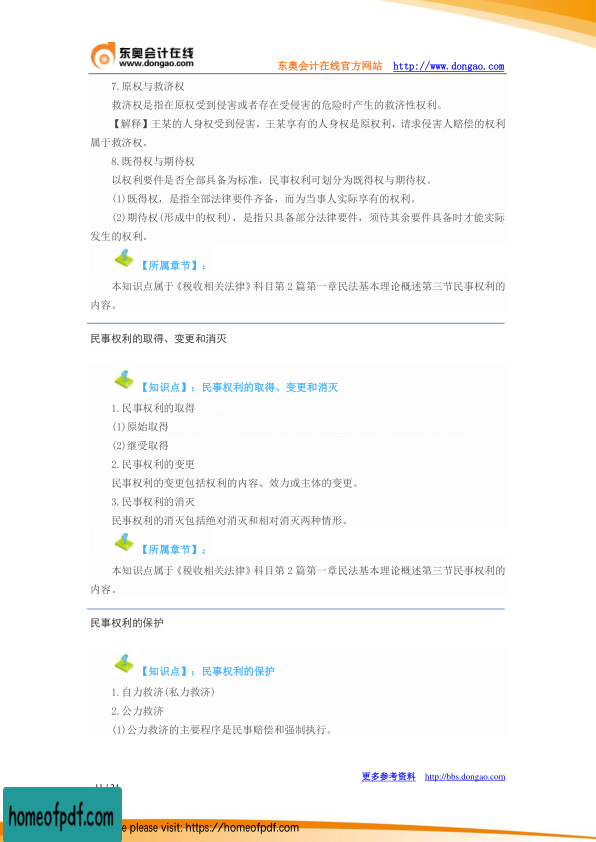 东奥会计在线
www.dongao.com
东奥会计在线官方网站 http://www.dongao.com
7.原权与救济权
救济权是指在原权受到侵害或者存在受侵害的危险时产生的救济性权利。
【解释】王某的人身权受到侵害，王某享有的人身权是原权利，请求侵害人赔偿的权利
属于救济权。
8.既得权与期待权
以权利要件是否全部具备为标准，民事权利可划分为既得权与期待权。
(1)既得权，是指全部法律要件齐备，而为当事人实际享有的权利。
(2)期待权(形成中的权利)，是指只具备部分法律要件，须待其余要件具备时才能实际
发生的权利。
【所属章节】：
本知识点属于《税收相关法律》科目第2篇第一章民法基本理论概述第三节民事权利的
内容。
民事权利的取得、变更和消灭
【知识点】：民事权利的取得、变更和消灭
1.民事权利的取得
(1)原始取得
(2)继受取得
2.民事权利的变更
民事权利的变更包括权利的内容、效力或主体的变更。
3.民事权利的消灭
民事权利的消灭包括绝对消灭和相对消灭两种情形。
【所属章节】：
本知识点属于《税收相关法律》科目第2篇第一章民法基本理论概述第三节民事权利的
内容。
民事权利的保护
【知识点】：民事权利的保护
1.自力救济(私力救济)
2.公力救济
(1)公力救济的主要程序是民事赔偿和强制执行。
更多参考资料 http://bbs.dongao.com
homeofpdf.com
please visit: https://homeofpdf.com